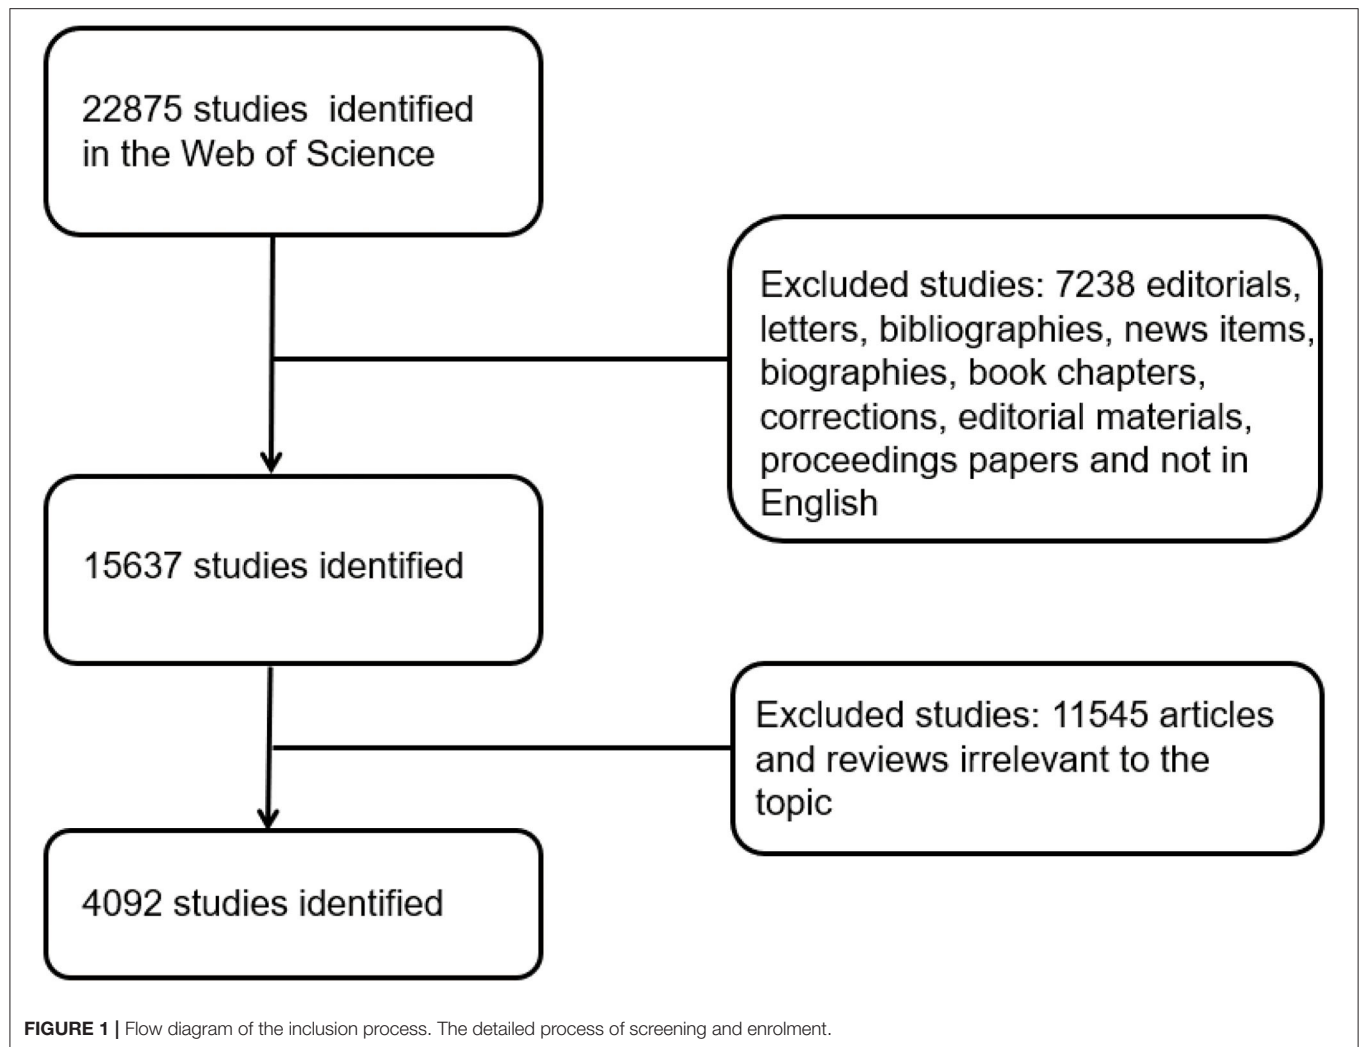 22875 studies identified
in the Web of Science
Excluded studies: 7238 editorials,
letters, bibliographies, news items,
biographies, book chapters,
corrections, editorial materials,
proceedings papers and not in
English
15637 studies identified
Excluded studies: 11545 articles
and reviews irrelevant to the
topic
4092 studies identified
FIGURE 1 | Flow diagram of the inclusion process. The detailed process of screening and enrolment.